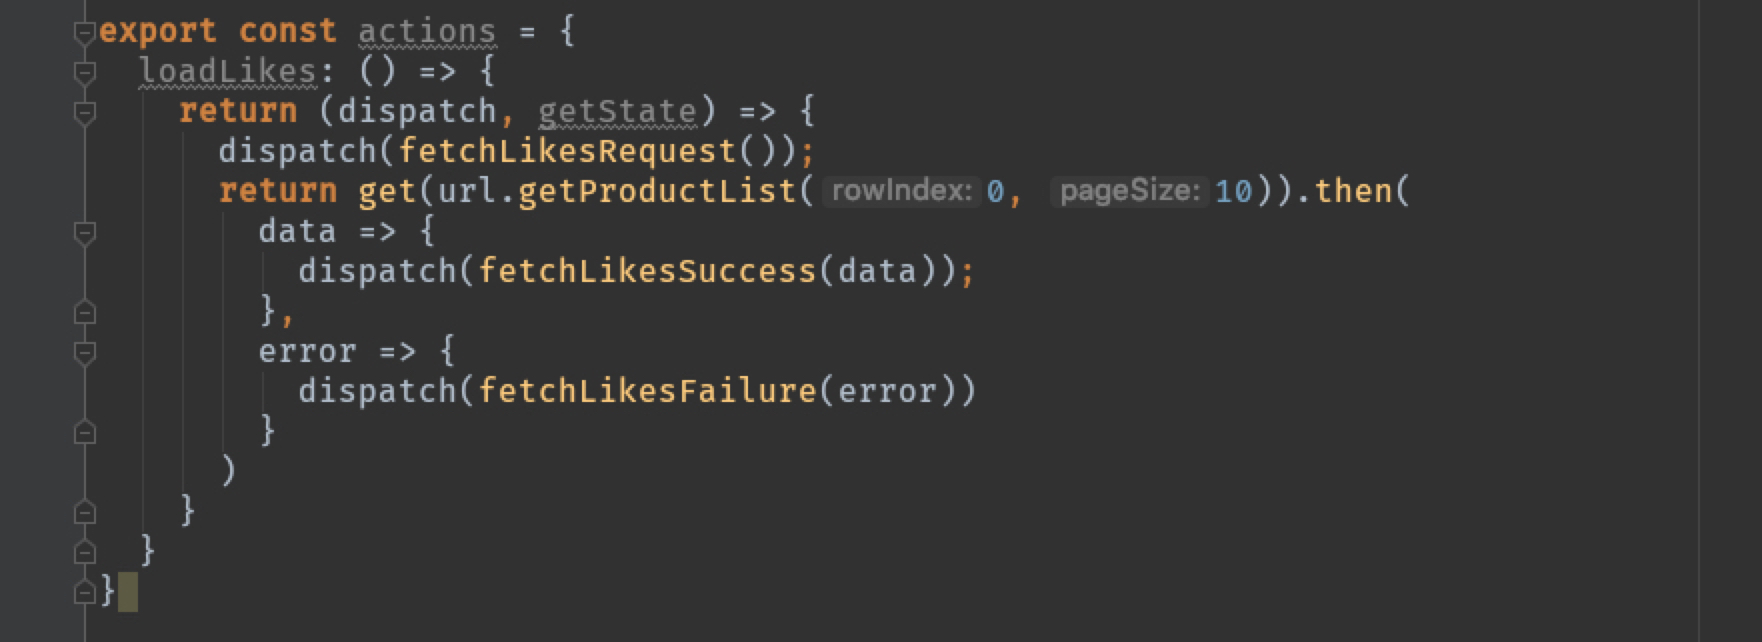 export const actions = {
  loadLikes: () => {
    return (dispatch, getState) => {
      dispatch(fetchLikesRequest());
      return get(url.getProductList( rowIndex: 0,  pageSize: 10)).then(
        data => {
          dispatch(fetchLikesSuccess(data));
        },
        error => {
          dispatch(fetchLikesFailure(error))
        }
      )
    }
  }
}